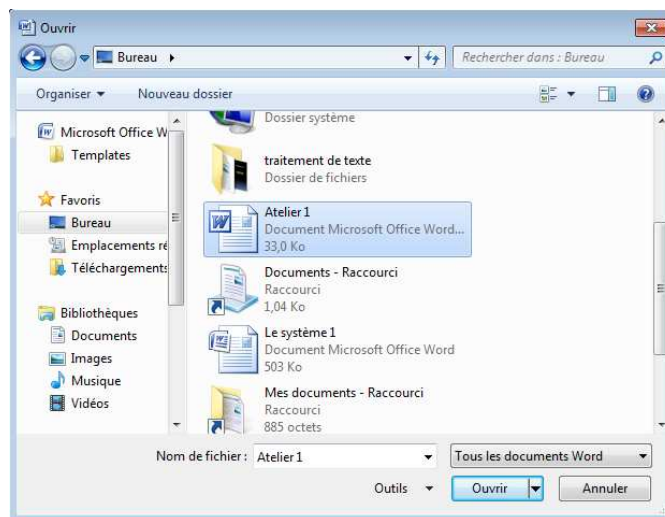 Ouvrir
Bureau
Rechercher dans : Bureau
Organiser
Nouveau dossier
Microsoft Office W
Templates
Favoris
Bureau
Emplacements ré
Téléchargements
Bibliothèques
Documents
Images
Musique
Vidéos
Dossier système
traitement de texte
Dossier de fichiers
Atelier 1
Document Microsoft Office Word...
33,0 Ko
Documents - Raccourci
Raccourci
1,04 Ko
Le système 1
Document Microsoft Office Word
503 Ko
Mes documents - Raccourci
Raccourci
885 octets
Nom de fichier : Atelier 1
Tous les documents Word
Outils
Ouvrir
Annuler